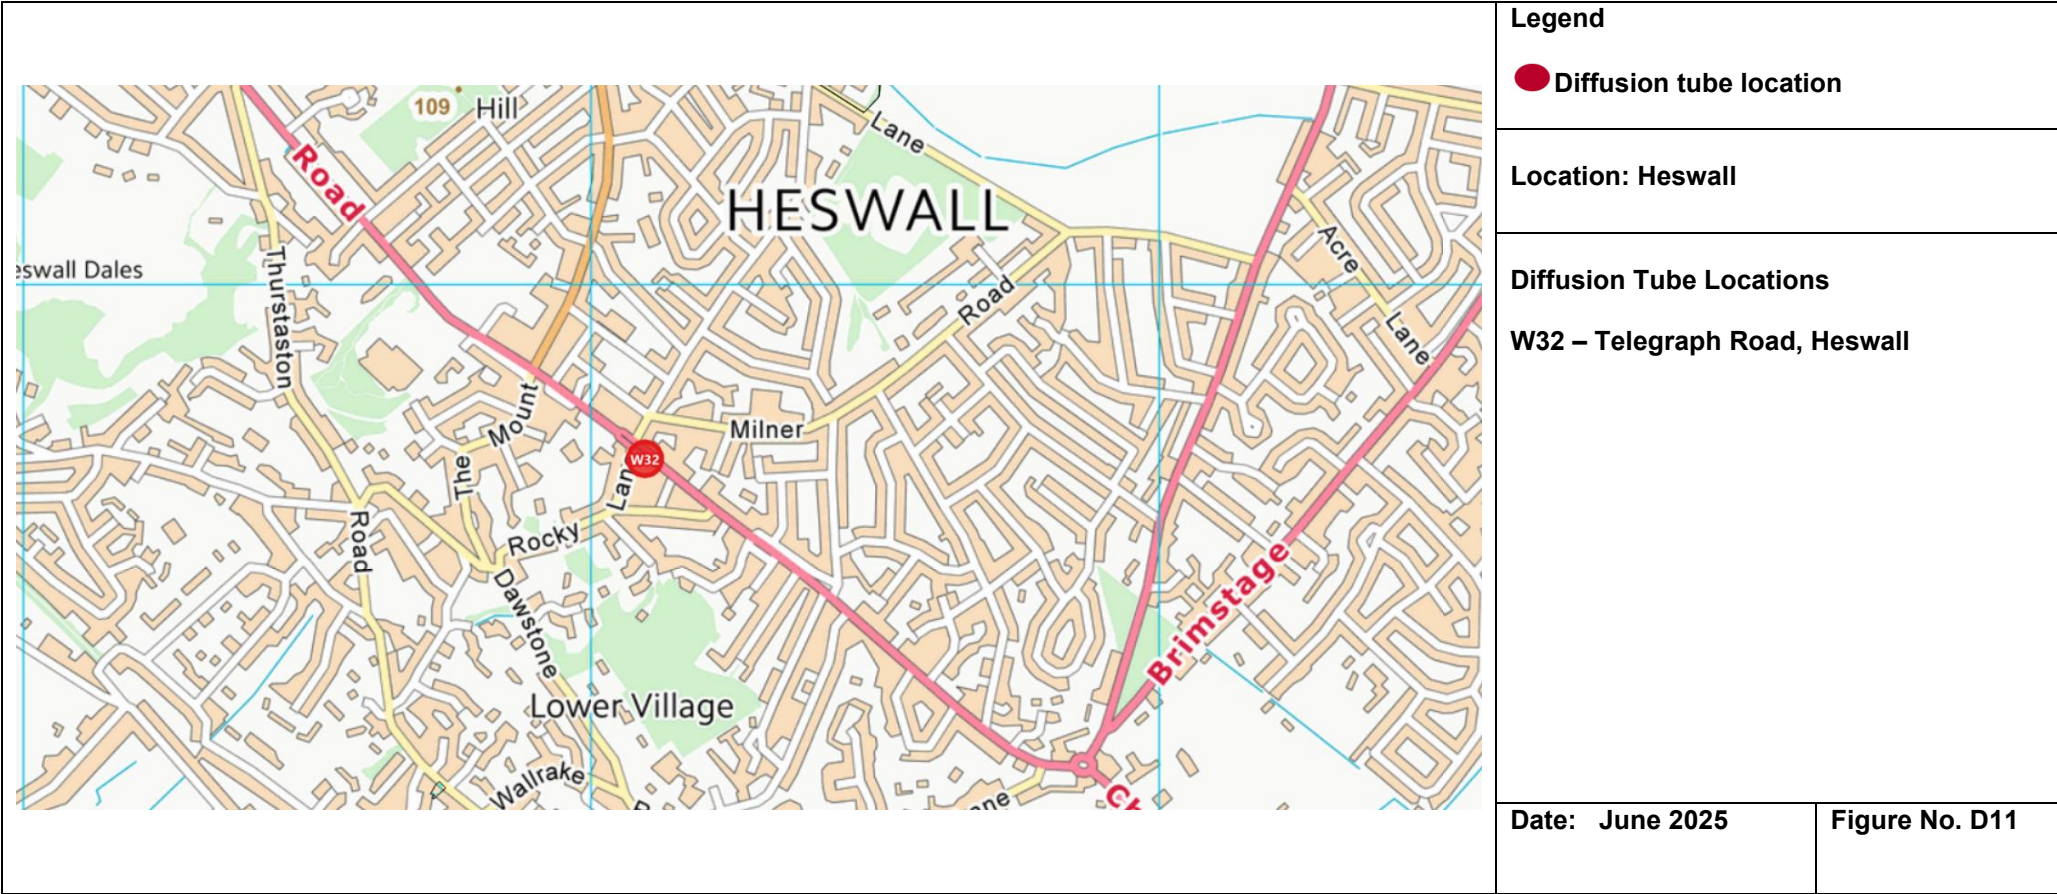 109
Hill
Lane
Road
HESWALL
Acre
Lane
eswall Dales
Thurstaston
Road
Road
Mount
The
Milner
W32
Lan
Rocky
Dawstone
Brimstage
Lower Village
Wallrake
ane
Ch
Legend
Diffusion tube location
Location: Heswall
Diffusion Tube Locations
W32 – Telegraph Road, Heswall
Date: June 2025
Figure No. D11